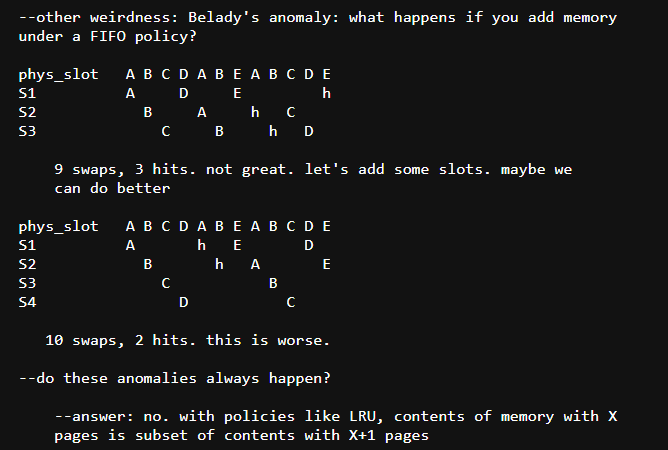 --other weirdness: Belady's anomaly: what happens if you add memory
under a FIFO policy?
phys_slot   A B C D A B E A B C D E
S1          A     D     E         h
S2            B     A     h   C
S3              C     B     h   D
    9 swaps, 3 hits. not great. let's add some slots. maybe we
    can do better
phys_slot   A B C D A B E A B C D E
S1          A       h   E       D
S2            B       h   A       E
S3              C           B
S4                D           C
   10 swaps, 2 hits. this is worse.
--do these anomalies always happen?
    --answer: no. with policies like LRU, contents of memory with X
    pages is subset of contents with X+1 pages